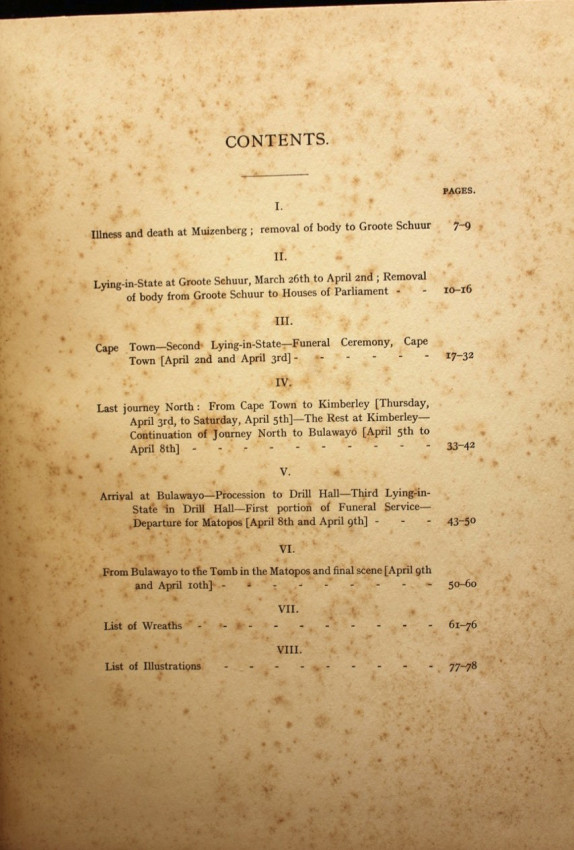 CONTENTS.
PAGES.
I.
Illness and death at Muizenberg ; removal of body to Groote Schuur 7–9
II.
Lying-in-State at Groote Schuur, March 26th to April 2nd ; Removal
of body from Groote Schuur to Houses of Parliament - - 10–16
III.
Cape Town—Second Lying-in-State—Funeral Ceremony, Cape
Town [April 2nd and April 3rd] - - - - - - 17–32
IV.
Last journey North : From Cape Town to Kimberley [Thursday,
April 3rd, to Saturday, April 5th]—The Rest at Kimberley—
Continuation of Journey North to Bulawayo [April 5th to
April 8th] - - - - - - - - - - 33–42
V.
Arrival at Bulawayo—Procession to Drill Hall—Third Lying-in-
State in Drill Hall—First portion of Funeral Service—
Departure for Matopos [April 8th and April 9th] - - - 43–50
VI.
From Bulawayo to the Tomb in the Matopos and final scene [April 9th
and April 10th] - - - - - - - - - 50–60
VII.
List of Wreaths - - - - - - - - - - 61–76
VIII.
List of Illustrations - - - - - - - - - 77–78